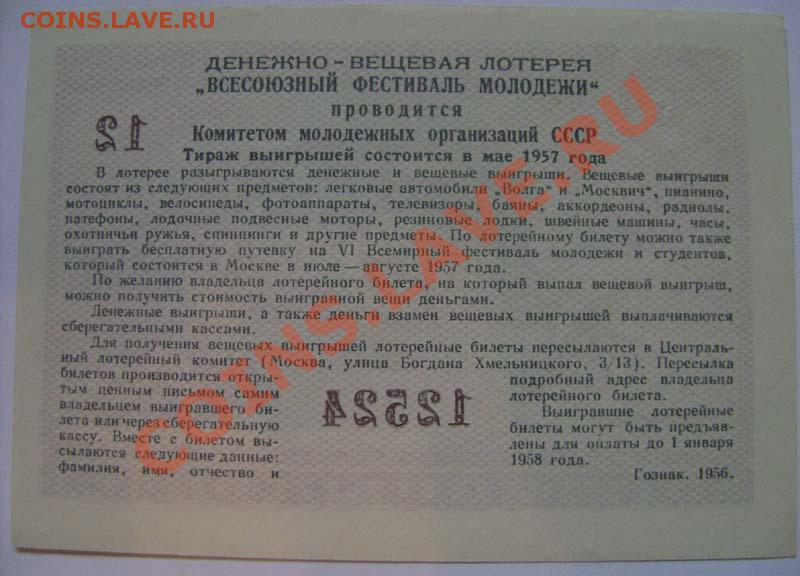 COINS.LAVE.RU
ДЕНЕЖНО-ВЕЩЕВАЯ ЛОТЕРЕЯ
„ВСЕСОЮЗНЫЙ ФЕСТИВАЛЬ МОЛОДЕЖИ“
проводится
12
Комитетом молодежных организаций СССР
Тираж выигрышей состоится в мае 1957 года
В лотерее разыгрываются денежные и вещевые выигрыши. Вещевые выигрыши
состоят из следующих предметов: легковые автомобили „Волга“ и „Москвич“, пианино,
мотоциклы, велосипеды, фотоаппараты, телевизоры, баяны, аккордеоны, радиолы,
патефоны, лодочные подвесные моторы, резиновые лодки, швейные машины, часы,
охотничьи ружья, спиннинги и другие предметы. По лотерейному билету можно также
выиграть бесплатную путевку на VI Всемирный фестиваль молодежи и студентов,
который состоится в Москве в июле—августе 1957 года.
По желанию владельца лотерейного билета, на который выпал вещевой выигрыш,
можно получить стоимость выигранной вещи деньгами.
Денежные выигрыши, а также деньги взамен вещевых выигрышей выплачиваются
сберегательными кассами.
Для получения вещевых выигрышей лотерейные билеты пересылаются в Централь-
ный лотерейный комитет (Москва, улица Богдана Хмельницкого, 3/13). Пересылка
билетов производится откры-
тым ценным письмом самим
владельцем выигравшего би-
лета или через сберегательную
кассу. Вместе с билетом вы-
сылаются следующие данные:
фамилия, имя, отчество и
12524
подробный адрес владельца
лотерейного билета.
Выигравшие лотерейные
билеты могут быть предъяв-
лены для оплаты до 1 января
1958 года.
Гознак. 1956.
COINS.LAVE.RU